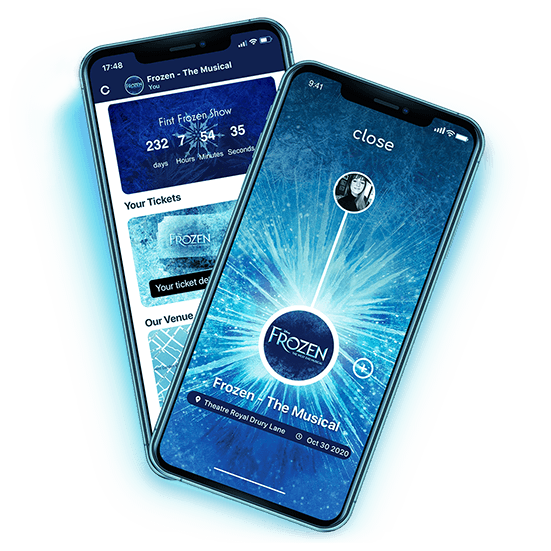 17:48
Frozen - The Musical
You
First Frozen Show
232 7 54 35
days Hours Minutes Seconds
Your Tickets
FROZEN
Your ticket del
Our Venue
9:41
close
FROZEN
Frozen - The Musical
Theatre Royal Drury Lane
Oct 30 2020